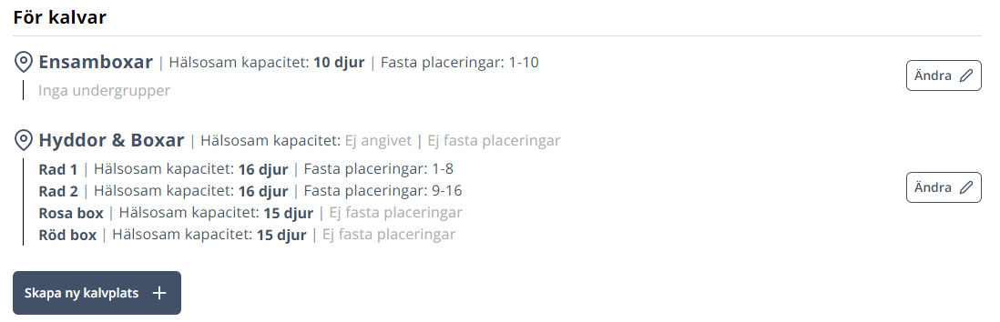 För kalvar
Ensamboxar | Hälsosam kapacitet: 10 djur | Fasta placeringar: 1-10
Ändra
Inga undergrupper
Hyddor & Boxar | Hälsosam kapacitet: Ej angivet | Ej fasta placeringar
Rad 1 | Hälsosam kapacitet: 16 djur | Fasta placeringar: 1-8
Rad 2 | Hälsosam kapacitet: 16 djur | Fasta placeringar: 9-16
Ändra
Rosa box | Hälsosam kapacitet: 15 djur | Ej fasta placeringar
Röd box | Hälsosam kapacitet: 15 djur | Ej fasta placeringar
Skapa ny kalvplats +